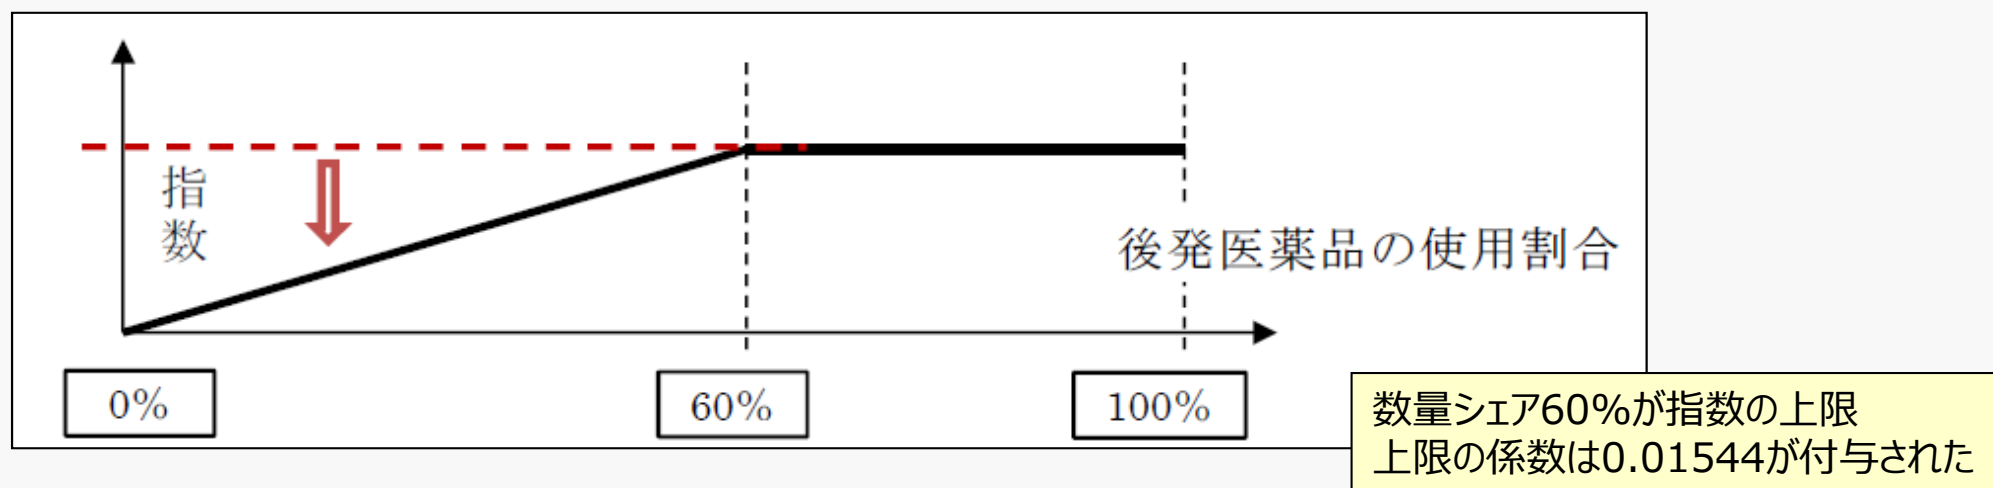 指数
後発医薬品の使用割合
0%
60%
100%
数量シェア60%が指数の上限
上限の係数は0.01544が付与された